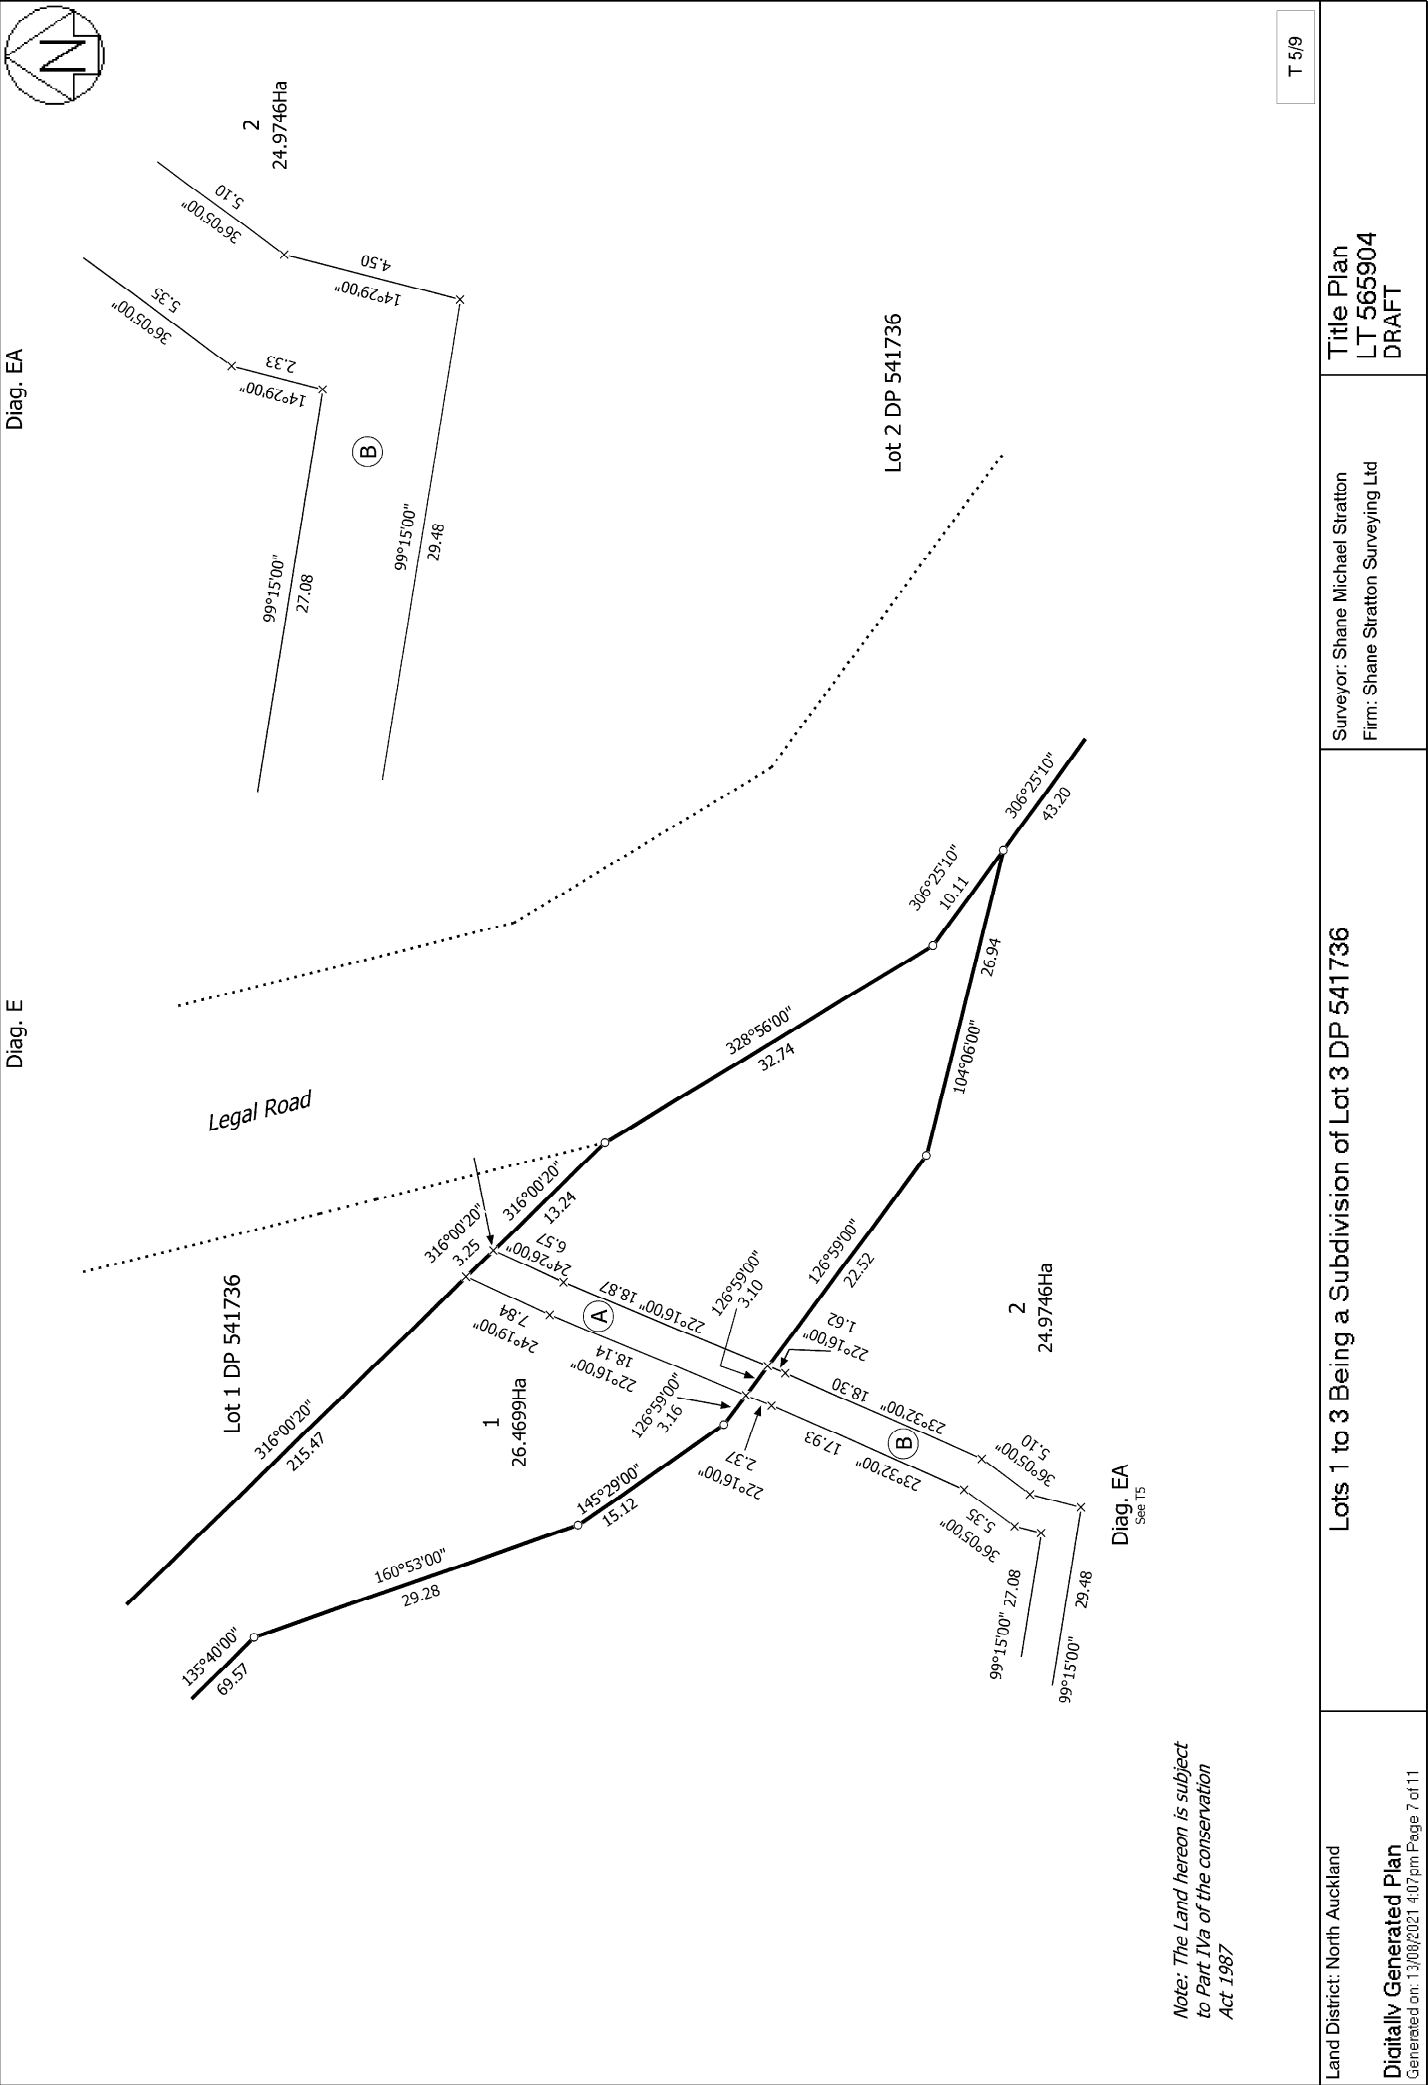 Diag. E
Diag. EA
N
Legal Road
Lot 1 DP 541736
Lot 2 DP 541736
135°40'00"
69.57
160°53'00"
29.28
145°29'00"
15.12
316°00'20"
215.47
316°00'20"
3.25
316°00'20"
13.24
24°26'00"
6.57
24°19'00"
7.84
22°16'00"
18.14
22°16'00" 18.87
A
1
26.4699Ha
126°59'00"
3.16
126°59'00"
3.10
126°59'00"
22.52
22°16'00"
2.37
22°16'00"
1.62
328°56'00"
32.74
306°25'10"
10.11
306°25'10"
43.20
104°06'00"
26.94
23°32'00"
17.93
23°32'00"
18.30
B
36°05'00"
5.35
36°05'00"
5.10
99°15'00" 27.08
99°15'00"
29.48
2
24.9746Ha
Diag. EA
See T5
36°05'00"
5.35
14°29'00"
2.33
36°05'00"
5.10
14°29'00"
4.50
99°15'00"
27.08
99°15'00"
29.48
B
2
24.9746Ha
Note: The Land hereon is subject
to Part IVa of the conservation
Act 1987
T 5/9
Land District: North Auckland
Digitally Generated Plan
Generated on: 13/08/2021 4:07pm Page 7 of 11
Lots 1 to 3 Being a Subdivision of Lot 3 DP 541736
Surveyor: Shane Michael Stratton
Firm: Shane Stratton Surveying Ltd
Title Plan
LT 565904
DRAFT